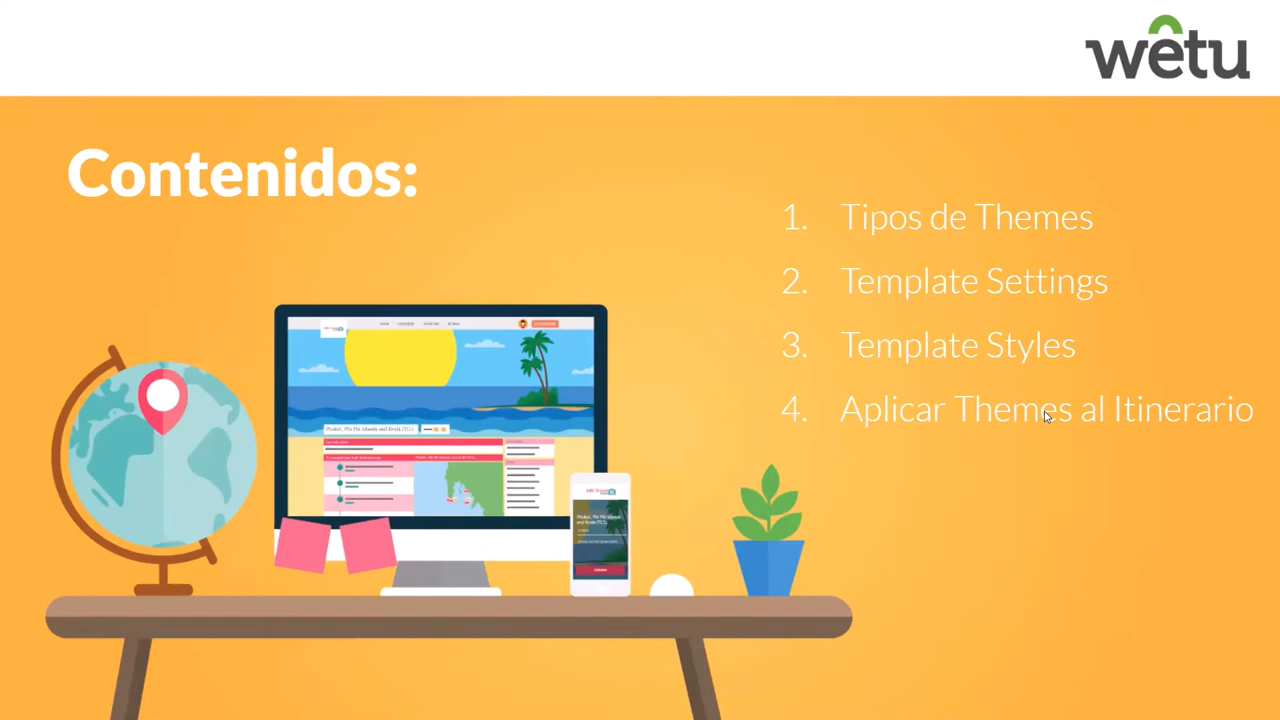 wetu
Contenidos:
1. Tipos de Themes
2. Template Settings
3. Template Styles
4. Aplicar Themes al Itinerario